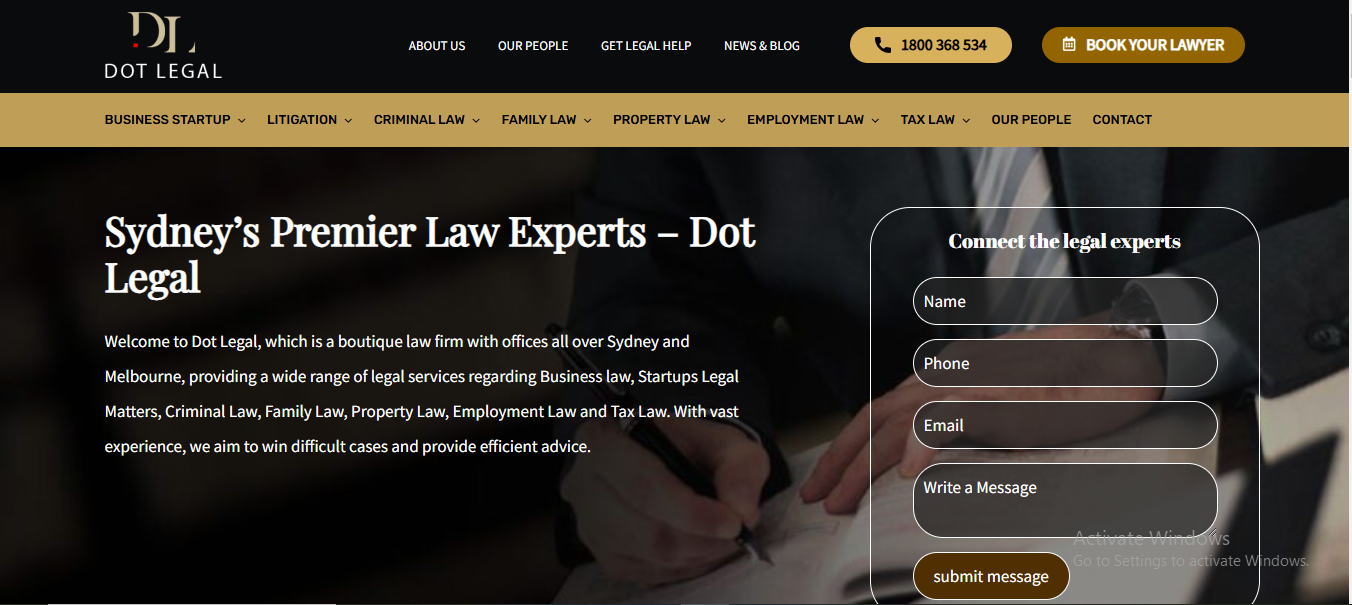 DL
DOT LEGAL
ABOUT US
OUR PEOPLE
GET LEGAL HELP
NEWS & BLOG
1800 368 534
BOOK YOUR LAWYER
BUSINESS STARTUP
LITIGATION
CRIMINAL LAW
FAMILY LAW
PROPERTY LAW
EMPLOYMENT LAW
TAX LAW
OUR PEOPLE
CONTACT
Sydney’s Premier Law Experts – Dot
Legal
Welcome to Dot Legal, which is a boutique law firm with offices all over Sydney and
Melbourne, providing a wide range of legal services regarding Business law, Startups Legal
Matters, Criminal Law, Family Law, Property Law, Employment Law and Tax Law. With vast
experience, we aim to win difficult cases and provide efficient advice.
Connect the legal experts
Name
Phone
Email
Write a Message
submit message
Activate Windows
Go to Settings to activate Windows.